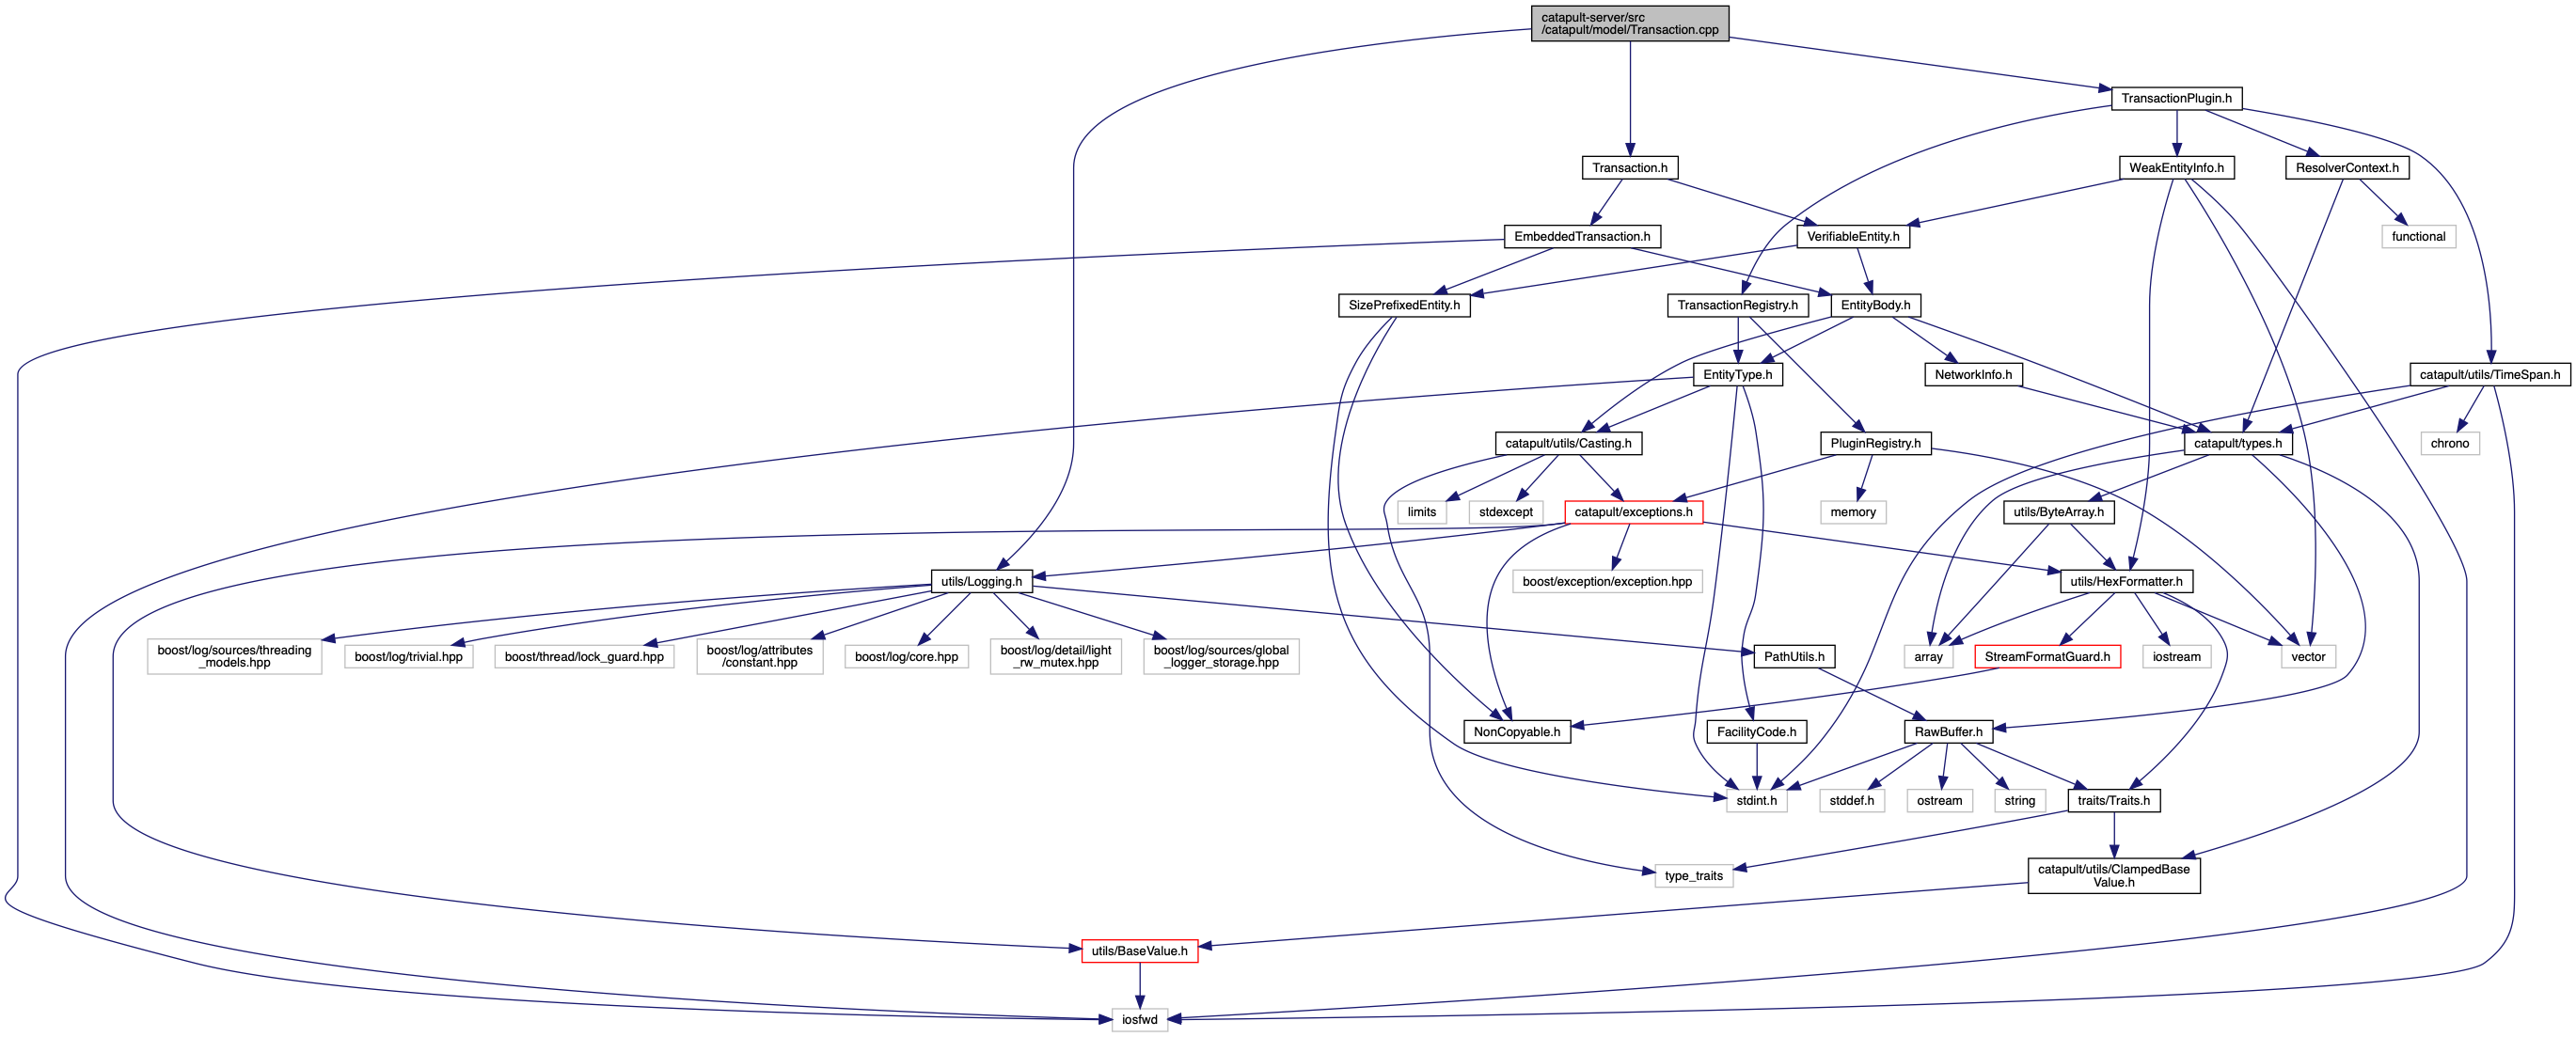 catapult-server/src
/catapult/model/Transaction.cpp
TransactionPlugin.h
Transaction.h
WeakEntityInfo.h
ResolverContext.h
EmbeddedTransaction.h
VerifiableEntity.h
functional
SizePrefixedEntity.h
TransactionRegistry.h
EntityBody.h
EntityType.h
NetworkInfo.h
catapult/utils/TimeSpan.h
catapult/utils/Casting.h
PluginRegistry.h
catapult/types.h
chrono
limits
stdexcept
catapult/exceptions.h
memory
utils/ByteArray.h
utils/Logging.h
boost/exception/exception.hpp
utils/HexFormatter.h
boost/log/sources/threading
_models.hpp
boost/log/trivial.hpp
boost/thread/lock_guard.hpp
boost/log/attributes
/constant.hpp
boost/log/core.hpp
boost/log/detail/light
_rw_mutex.hpp
boost/log/sources/global
_logger_storage.hpp
PathUtils.h
array
StreamFormatGuard.h
iostream
vector
NonCopyable.h
FacilityCode.h
RawBuffer.h
stdint.h
stddef.h
ostream
string
traits/Traits.h
type_traits
catapult/utils/ClampedBase
Value.h
utils/BaseValue.h
iosfwd